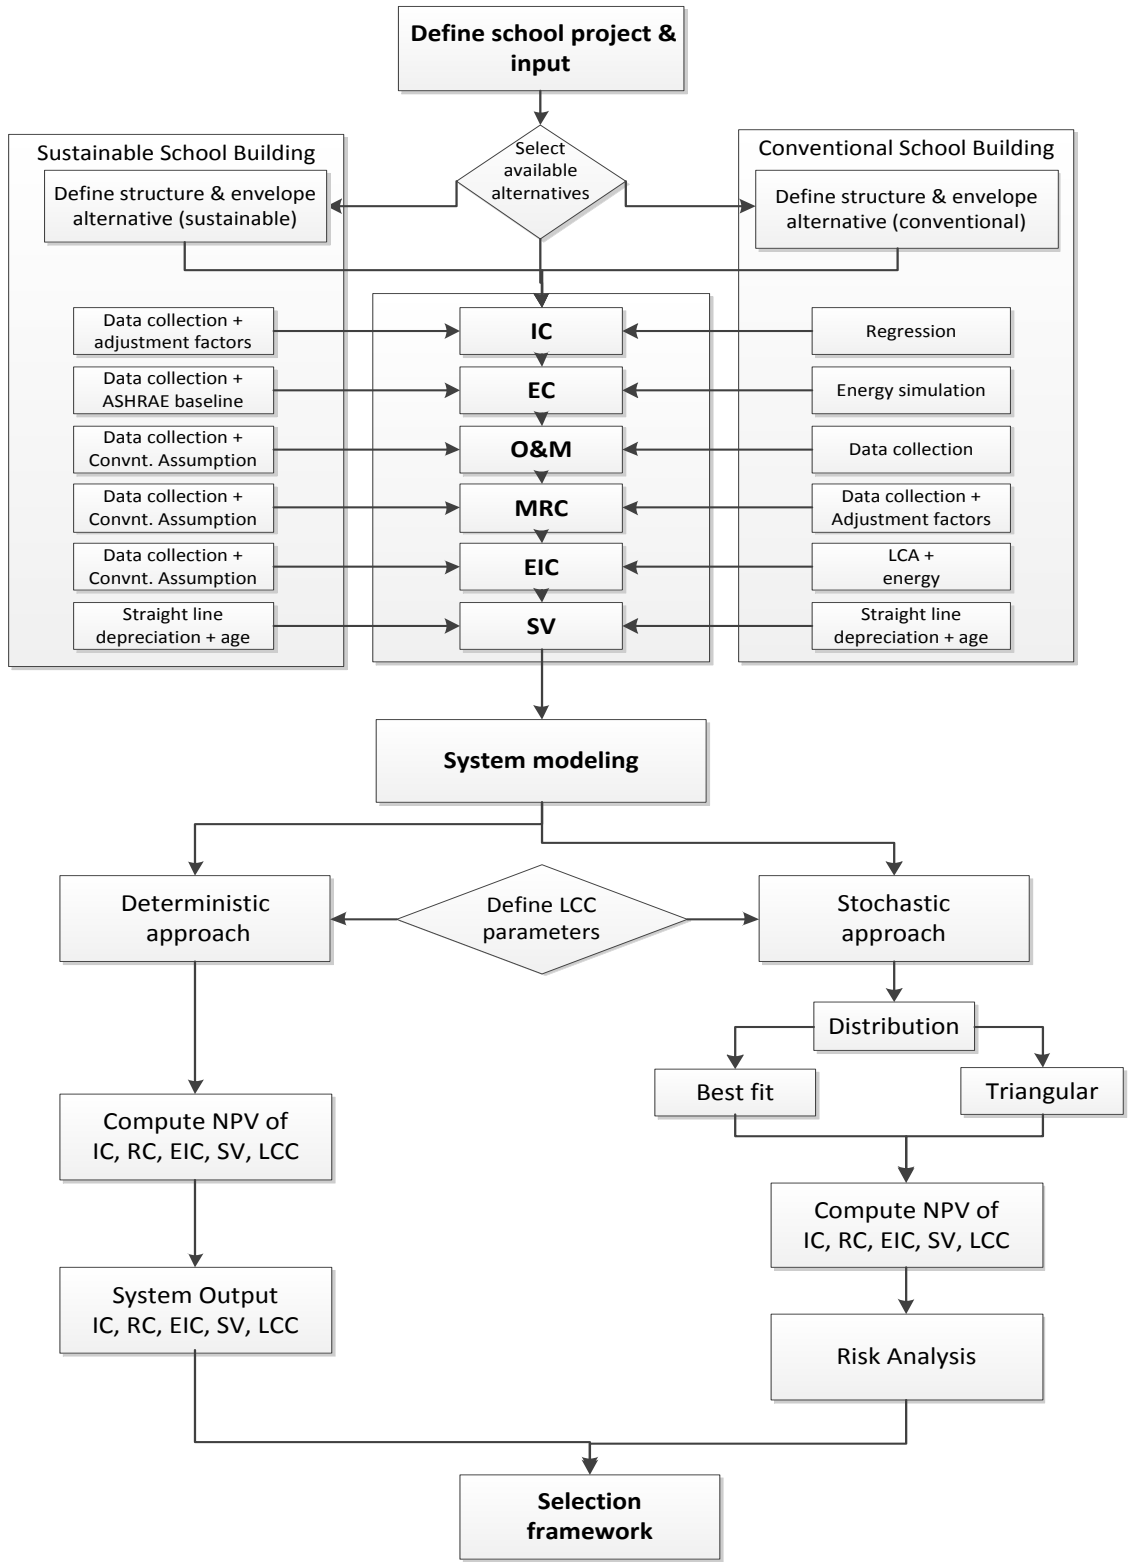 Define school project &
input
Select
available
alternatives
Sustainable School Building
Define structure & envelope
alternative (sustainable)
Conventional School Building
Define structure & envelope
alternative (conventional)
Data collection +
adjustment factors
IC
Regression
Data collection +
ASHRAE baseline
EC
Energy simulation
Data collection +
Convnt. Assumption
O&M
Data collection
Data collection +
Convnt. Assumption
MRC
Data collection +
Adjustment factors
Data collection +
Convnt. Assumption
EIC
LCA +
energy
Straight line
depreciation + age
SV
Straight line
depreciation + age
System modeling
Deterministic
approach
Define LCC
parameters
Stochastic
approach
Distribution
Best fit
Triangular
Compute NPV of
IC, RC, EIC, SV, LCC
Compute NPV of
IC, RC, EIC, SV, LCC
System Output
IC, RC, EIC, SV, LCC
Risk Analysis
Selection
framework